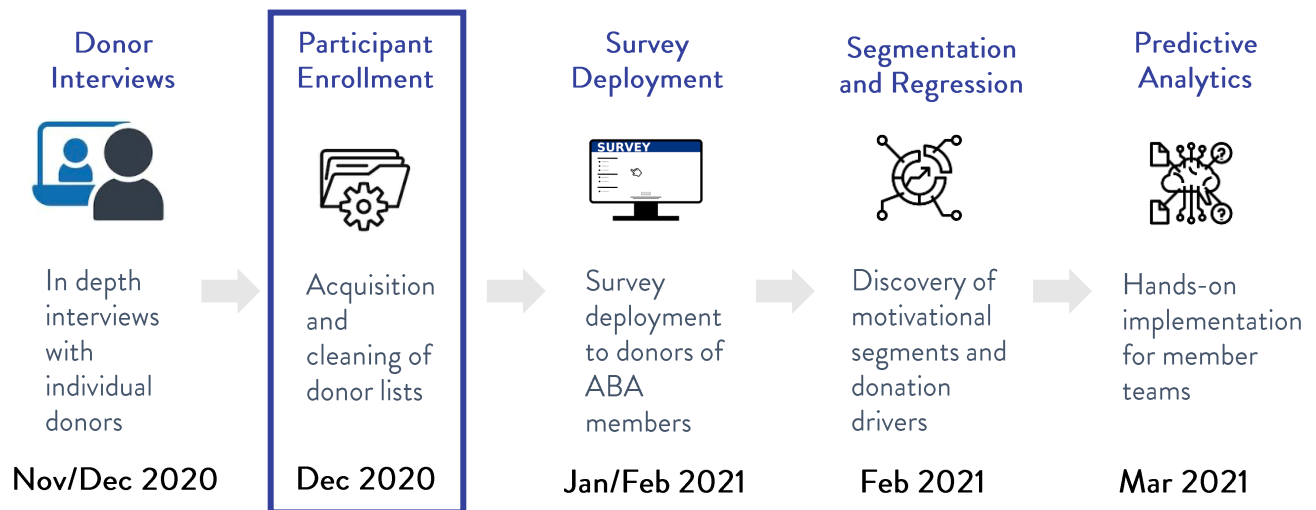 Donor
Interviews
In depth
interviews
with
individual
donors
Nov/Dec 2020
Participant
Enrollment
Acquisition
and
cleaning of
donor lists
Dec 2020
Survey
Deployment
SURVEY
Survey
deployment
to donors of
ABA
members
Jan/Feb 2021
Segmentation
and Regression
Discovery of
motivational
segments and
donation
drivers
Feb 2021
Predictive
Analytics
?
?
Hands-on
implementation
for member
teams
Mar 2021